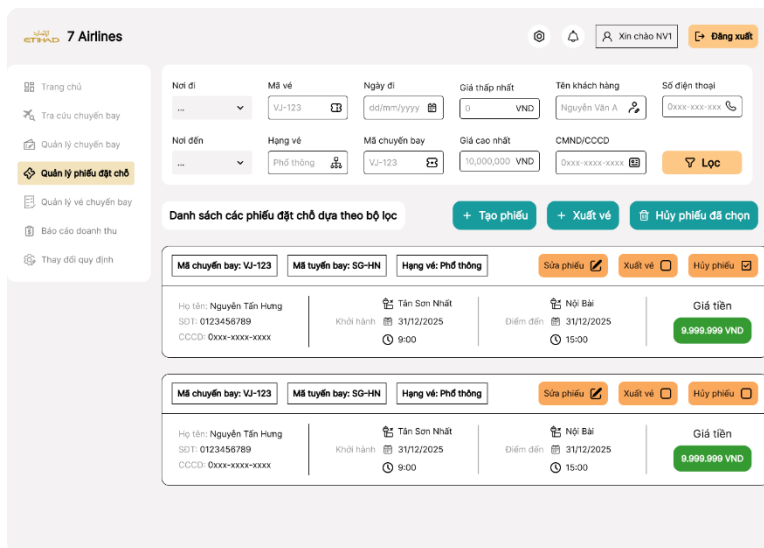 ETIHAD 7 Airlines
Xin chào NV1
Đăng xuất
Trang chủ
Tra cứu chuyến bay
Quản lý chuyến bay
Quản lý phiếu đặt chỗ
Quản lý vé chuyến bay
Báo cáo doanh thu
Thay đổi quy định
Nơi đi
Mã vé
Ngày đi
Giá thấp nhất
Tên khách hàng
Số điện thoại
...
VJ-123
dd/mm/yyyy
0 VND
Nguyễn Văn A
0xxx-xxx-xxx
Nơi đến
Hạng vé
Mã chuyến bay
Giá cao nhất
CMND/CCCD
...
Phổ thông
VJ-123
10,000,000 VND
0xxx-xxxx-xxxx
Lọc
Danh sách các phiếu đặt chỗ dựa theo bộ lọc
+ Tạo phiếu
+ Xuất vé
Hủy phiếu đã chọn
Mã chuyến bay: VJ-123
Mã tuyến bay: SG-HN
Hạng vé: Phổ thông
Sửa phiếu
Xuất vé
Hủy phiếu
Họ tên: Nguyễn Tấn Hưng
SDT: 0123456789
CCCD: 0xxx-xxxx-xxxx
Khởi hành
Tân Sơn Nhất
31/12/2025
9:00
Điểm đến
Nội Bài
31/12/2025
15:00
Giá tiền
9.999.999 VND
Mã chuyến bay: VJ-123
Mã tuyến bay: SG-HN
Hạng vé: Phổ thông
Sửa phiếu
Xuất vé
Hủy phiếu
Họ tên: Nguyễn Tấn Hưng
SDT: 0123456789
CCCD: 0xxx-xxxx-xxxx
Khởi hành
Tân Sơn Nhất
31/12/2025
9:00
Điểm đến
Nội Bài
31/12/2025
15:00
Giá tiền
9.999.999 VND